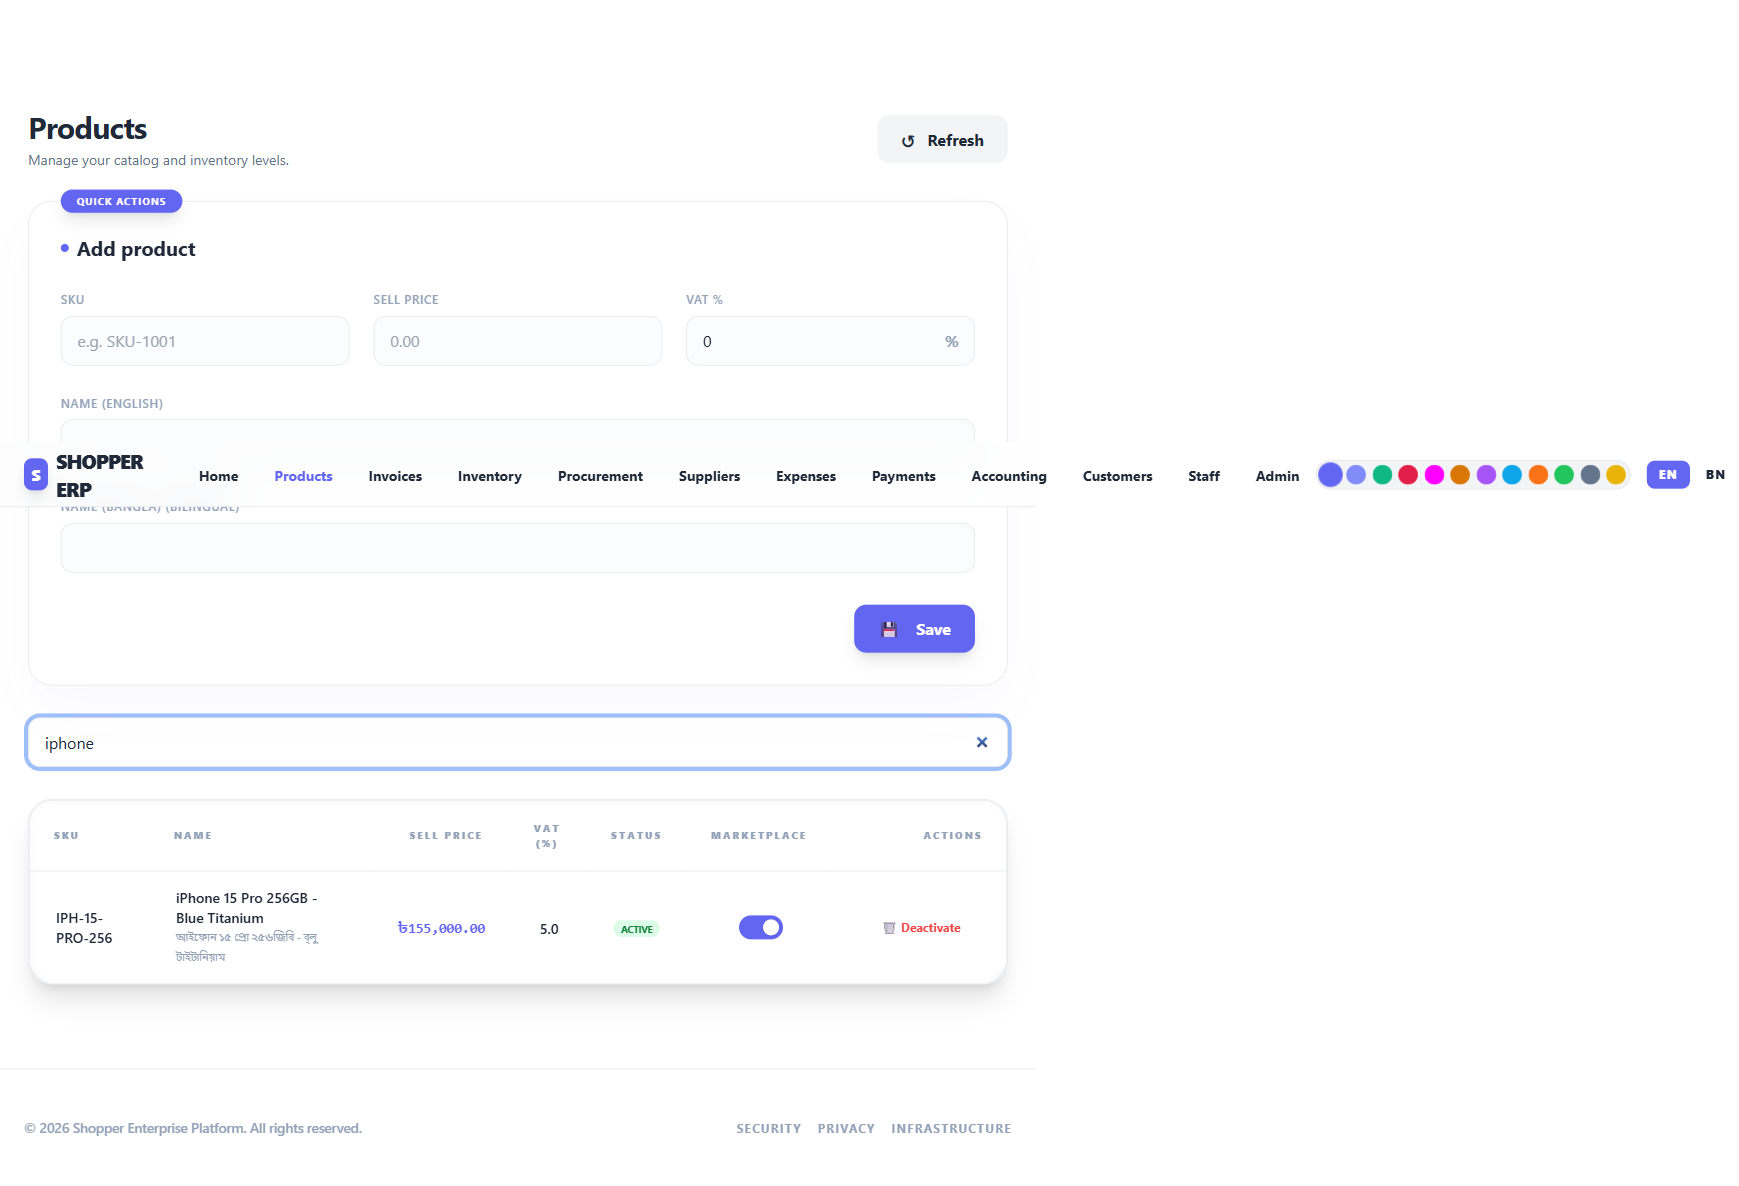 Products
Manage your catalog and inventory levels.
↺ Refresh
QUICK ACTIONS
Add product
SKU
SELL PRICE
VAT %
e.g. SKU-1001
0.00
0
%
NAME (ENGLISH)
S
SHOPPER
ERP
Home
Products
Invoices
Inventory
Procurement
Suppliers
Expenses
Payments
Accounting
Customers
Staff
Admin
EN
BN
NAME (BANGLA) (BILINGUAL)
Save
iphone
×
SKU
NAME
SELL PRICE
VAT
(%)
STATUS
MARKETPLACE
ACTIONS
IPH-15-
PRO-256
iPhone 15 Pro 256GB -
Blue Titanium
আইফোন ১৫ প্রো ২৫৬জিবি - ব্লু
টাইটানিয়াম
৳155,000.00
5.0
ACTIVE
Deactivate
© 2026 Shopper Enterprise Platform. All rights reserved.
SECURITY
PRIVACY
INFRASTRUCTURE